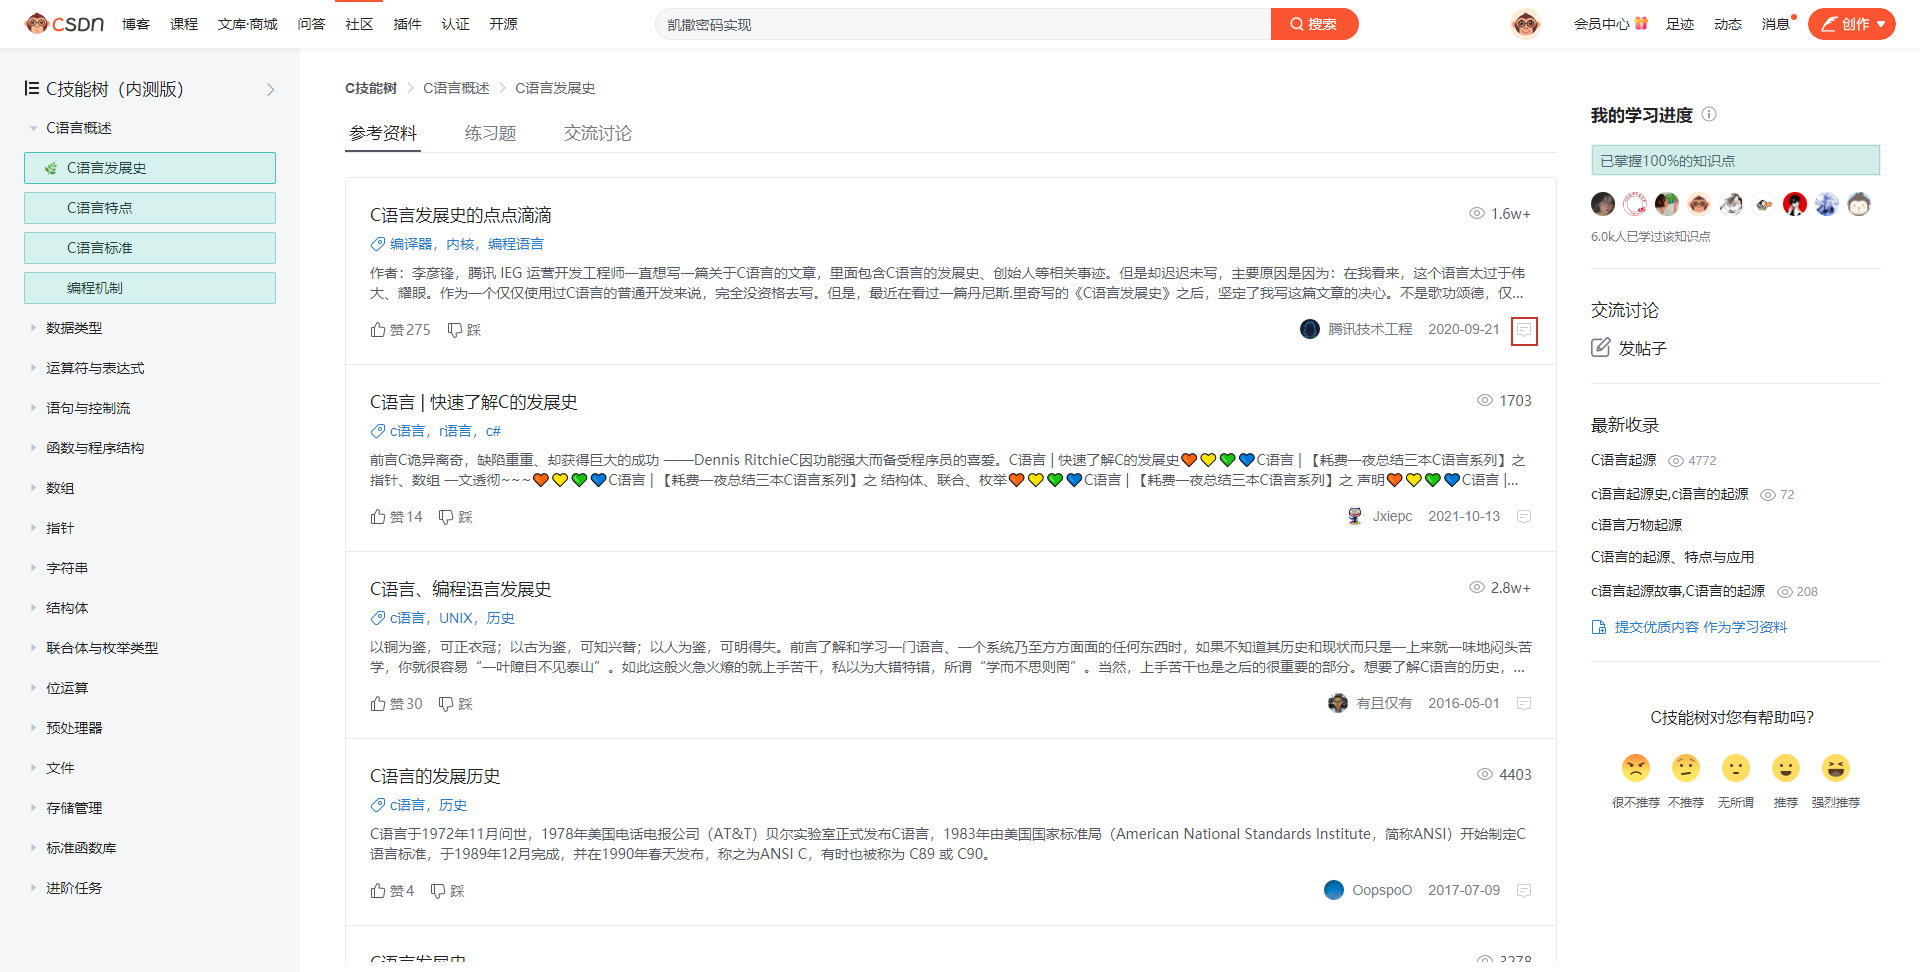 CSDN 博客 课程 文库·商城 问答 社区 插件 认证 开源 凯撒密码实现 搜索 会员中心 足迹 动态 消息 创作
C技能树（内测版）
C语言概述
C语言发展史
C语言特点
C语言标准
编程机制
数据类型
运算符与表达式
语句与控制流
函数与程序结构
数组
指针
字符串
结构体
联合体与枚举类型
位运算
预处理器
文件
存储管理
标准函数库
进阶任务
C技能树 C语言概述 C语言发展史
参考资料 练习题 交流讨论
C语言发展史的点点滴滴 1.6w+
编译器，内核，编程语言
作者：李彦锋，腾讯 IEG 运营开发工程师一直想写一篇关于C语言的文章，里面包含C语言的发展史、创始人等相关事迹。但是却迟迟未写，主要原因是因为：在我看来，这个语言太过于伟
大、耀眼。作为一个仅仅使用过C语言的普通开发来说，完全没资格去写。但是，最近在看过一篇丹尼斯.里奇写的《C语言发展史》之后，坚定了我写这篇文章的决心。不是歌功颂德，仅...
赞275 踩 腾讯技术工程 2020-09-21
C语言 | 快速了解C的发展史 1703
c语言，r语言，c#
前言C诡异离奇，缺陷重重、却获得巨大的成功 ——Dennis RitchieC因功能强大而备受程序员的喜爱。C语言 | 快速了解C的发展史🧡💛💚💙C语言 | 【耗费一夜总结三本C语言系列】之
指针、数组 一文透彻~~~🧡💛💚💙C语言 | 【耗费一夜总结三本C语言系列】之 结构体、联合、枚举🧡💛💚💙C语言 | 【耗费一夜总结三本C语言系列】之 声明🧡💛💚💙C语言 |...
赞14 踩 Jxiepc 2021-10-13
C语言、编程语言发展史 2.8w+
c语言，UNIX，历史
以铜为鉴，可正衣冠；以古为鉴，可知兴替；以人为鉴，可明得失。前言了解和学习一门语言、一个系统乃至方方面面的任何东西时，如果不知道其历史和现状而只是一上来就一味地闷头苦
学，你就很容易“一叶障目不见泰山”。如此这般火急火燎的就上手苦干，私以为大错特错，所谓“学而不思则罔”。当然，上手苦干也是之后的很重要的部分。想要了解C语言的历史，...
赞30 踩 有且仅有 2016-05-01
C语言的发展历史 4403
c语言，历史
C语言于1972年11月问世，1978年美国电话电报公司（AT&T）贝尔实验室正式发布C语言，1983年由美国国家标准局（American National Standards Institute，简称ANSI）开始制定C
语言标准，于1989年12月完成，并在1990年春天发布，称之为ANSI C，有时也被称为 C89 或 C90。
赞4 踩 OopspoO 2017-07-09
C语言发展史 3278
我的学习进度
已掌握100%的知识点
6.0k人已学过该知识点
交流讨论
发帖子
最新收录
C语言起源 4772
c语言起源史,c语言的起源 72
c语言万物起源
C语言的起源、特点与应用
c语言起源故事,C语言的起源 208
提交优质内容 作为学习资料
C技能树对您有帮助吗？
很不推荐 不推荐 无所谓 推荐 强烈推荐